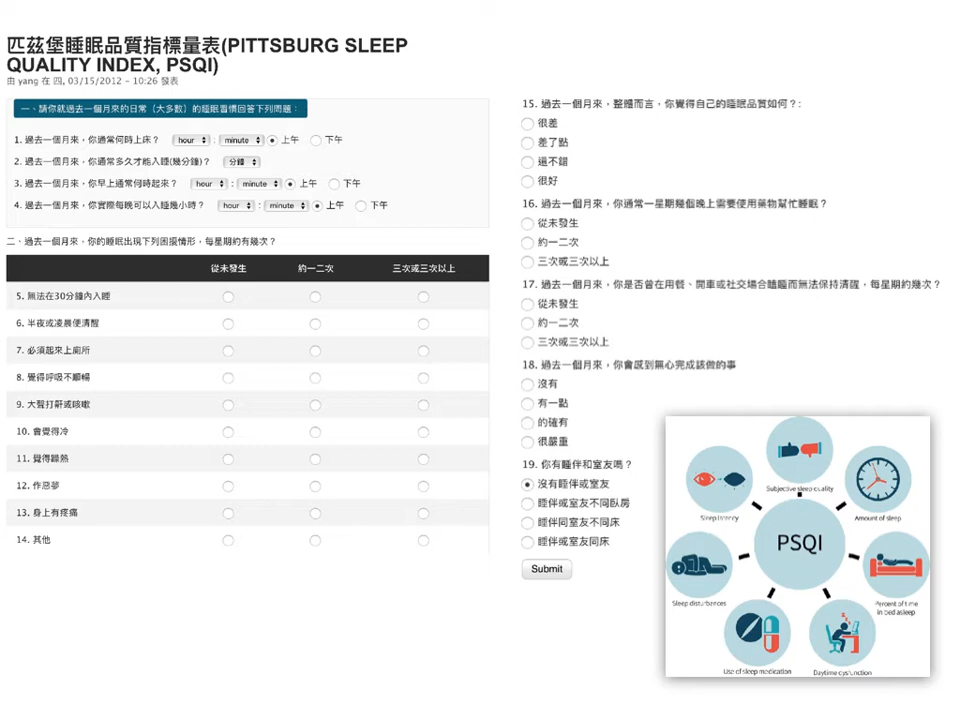 匹茲堡睡眠品質指標量表(PITTSBURG SLEEP
QUALITY INDEX, PSQI)
由 yang 在 四, 03/15/2012 - 10:26 發表
一、請你就過去一個月來的日常（大多數）的睡眠習慣回答下列問題：
1. 過去一個月來，你通常何時上床？ hour : minute 上午 下午
2. 過去一個月來，你通常多久才能入睡(幾分鐘)？ 分鐘
3. 過去一個月來，你早上通常何時起來？ hour : minute 上午 下午
4. 過去一個月來，你實際每晚可以入睡幾小時？ hour : minute 上午 下午
二、過去一個月來，你的睡眠出現下列困擾情形，每星期約有幾次？
從未發生 約一二次 三次或三次以上
5. 無法在30分鐘內入睡
6. 半夜或凌晨便清醒
7. 必須起來上廁所
8. 覺得呼吸不順暢
9. 大聲打鼾或咳嗽
10. 會覺得冷
11. 覺得躁熱
12. 作惡夢
13. 身上有疼痛
14. 其他
15. 過去一個月來，整體而言，你覺得自己的睡眠品質如何？:
很差
差了點
還不錯
很好
16. 過去一個月來，你通常一星期幾個晚上需要使用藥物幫忙睡眠？
從未發生
約一二次
三次或三次以上
17. 過去一個月來，你是否曾在用餐、開車或社交場合瞌睡而無法保持清醒，每星期約幾次？
從未發生
約一二次
三次或三次以上
18. 過去一個月來，你會感到無心完成該做的事
沒有
有一點
的確有
很嚴重
19. 你有睡伴和室友嗎？
沒有睡伴或室友
睡伴或室友不同臥房
睡伴同室友不同床
睡伴或室友同床
Submit
Subjective sleep quality
Sleep latency
Amount of sleep
PSQI
Sleep disturbances
Percent of time
in bed asleep
Use of sleep medication
Daytime dysfunction